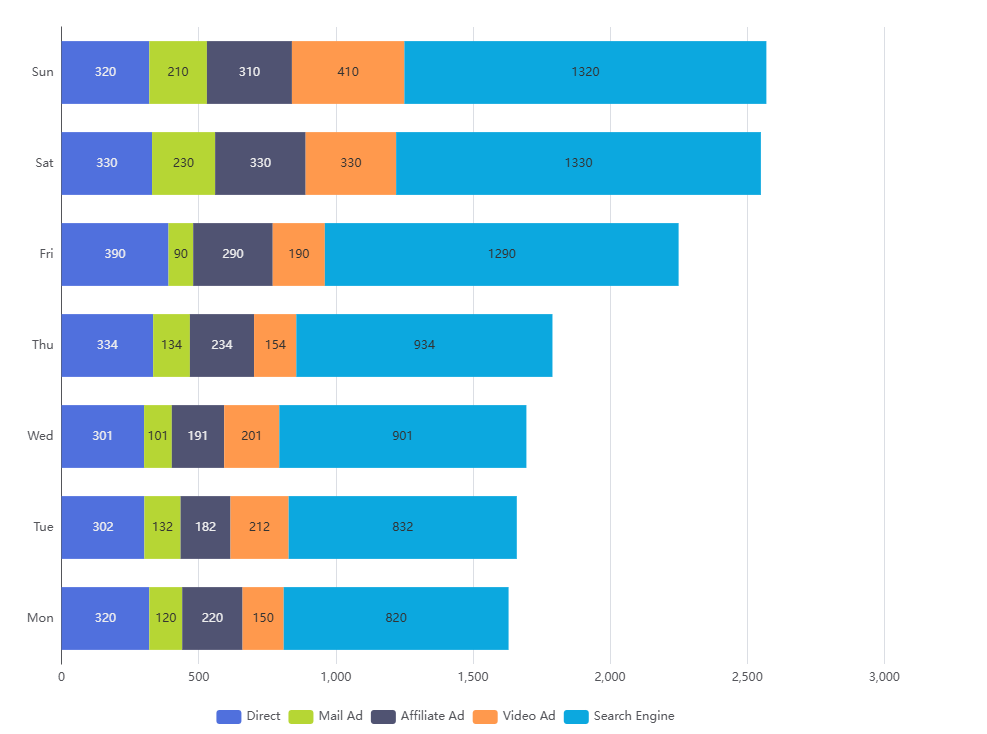 Sun 320 210 310 410 1320
Sat 330 230 330 330 1330
Fri 390 90 290 190 1290
Thu 334 134 234 154 934
Wed 301 101 191 201 901
Tue 302 132 182 212 832
Mon 320 120 220 150 820
0 500 1,000 1,500 2,000 2,500 3,000
Direct Mail Ad Affiliate Ad Video Ad Search Engine